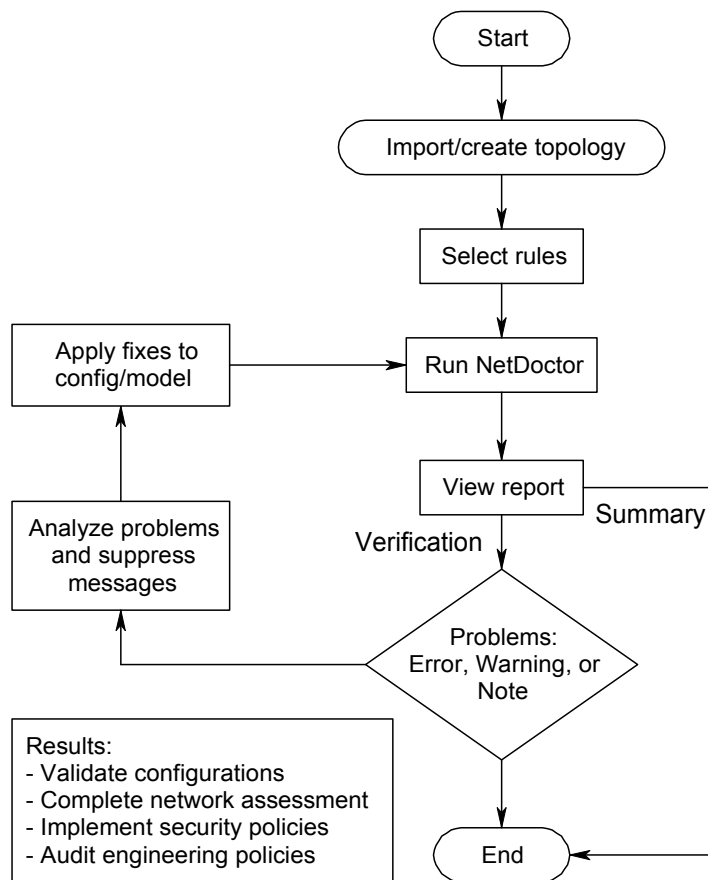 Start
Import/create topology
Select rules
Apply fixes to
config/model
Run NetDoctor
View report
Summary
Analyze problems
and suppress
messages
Verification
Problems:
Error, Warning, or
Note
Results:
- Validate configurations
- Complete network assessment
- Implement security policies
- Audit engineering policies
End